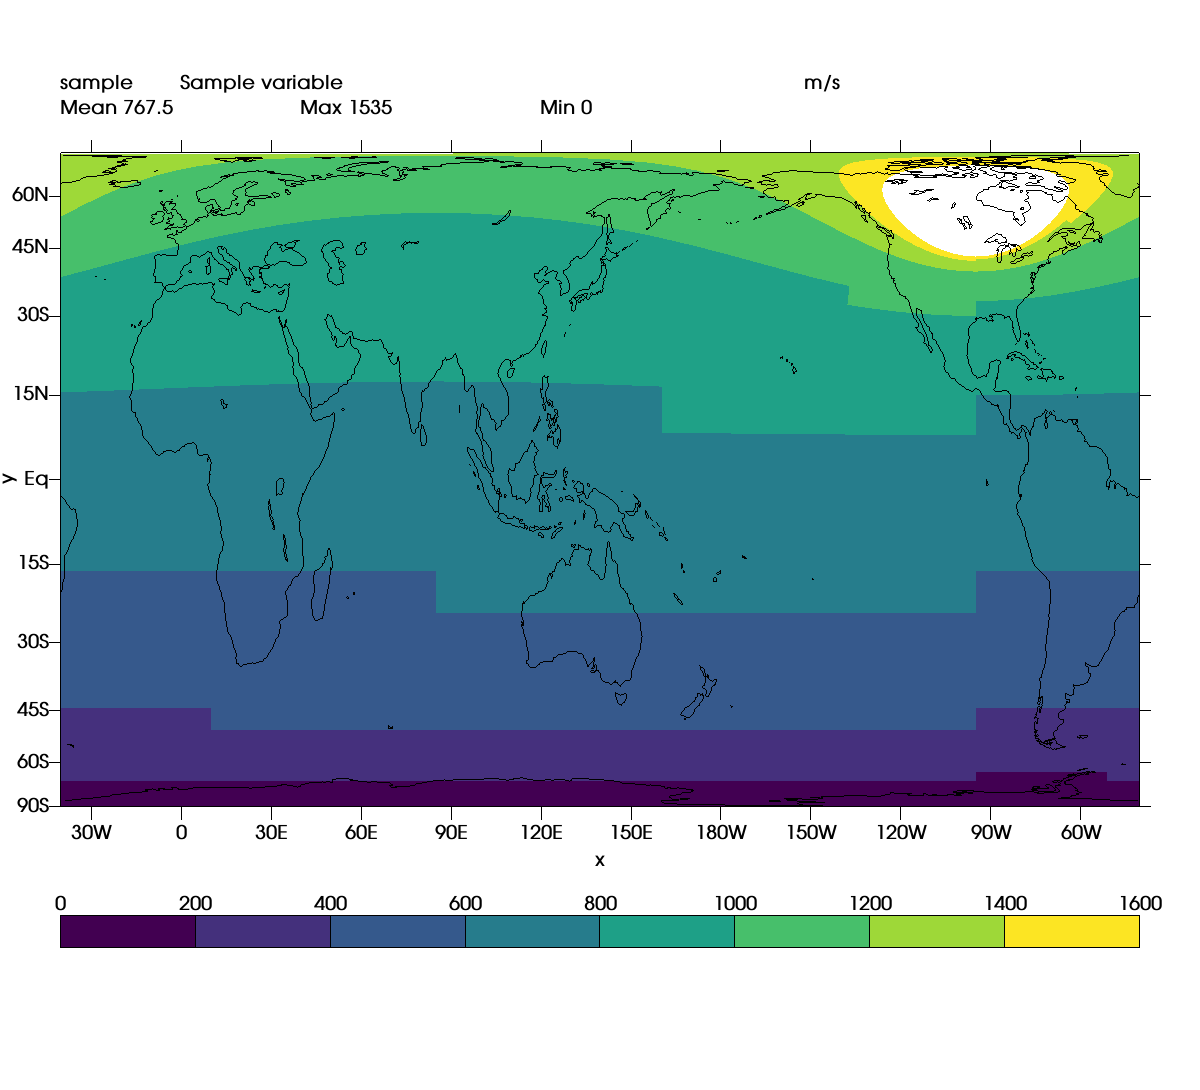 sample Sample variable m/s
Mean 767.5 Max 1535 Min 0
60N
45N
30S
15N
y Eq
15S
30S
45S
60S
90S
30W 0 30E 60E 90E 120E 150E 180W 150W 120W 90W 60W
x
0 200 400 600 800 1000 1200 1400 1600